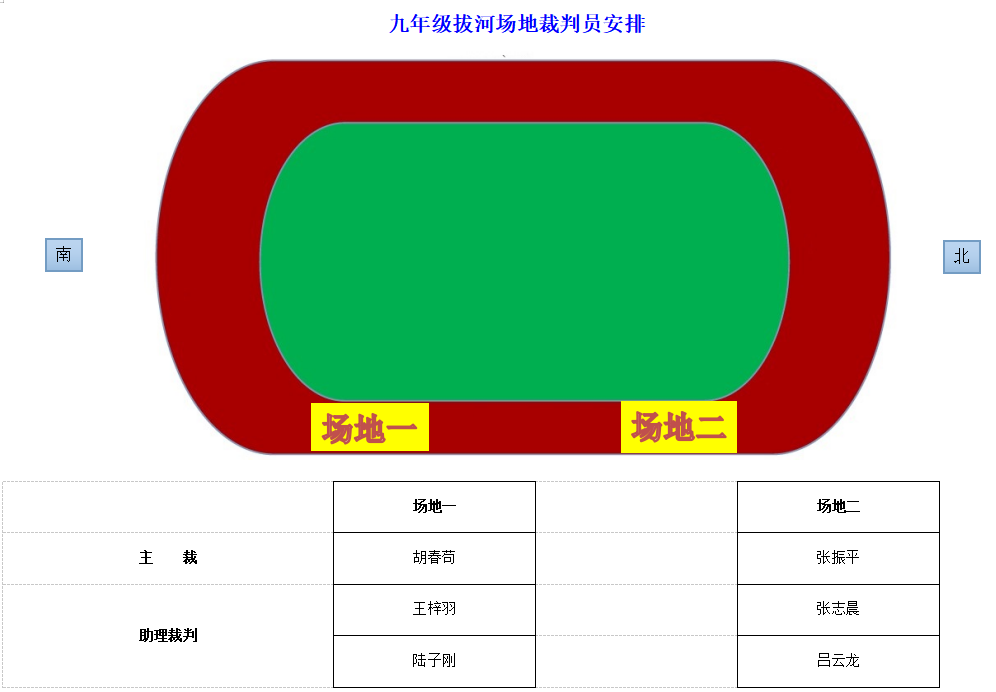 九年级拔河场地裁判员安排
南
北
场地一
场地二
场地一 场地二
主 裁 胡春苟 张振平
王梓羽 张志晨
助理裁判
陆子刚 吕云龙